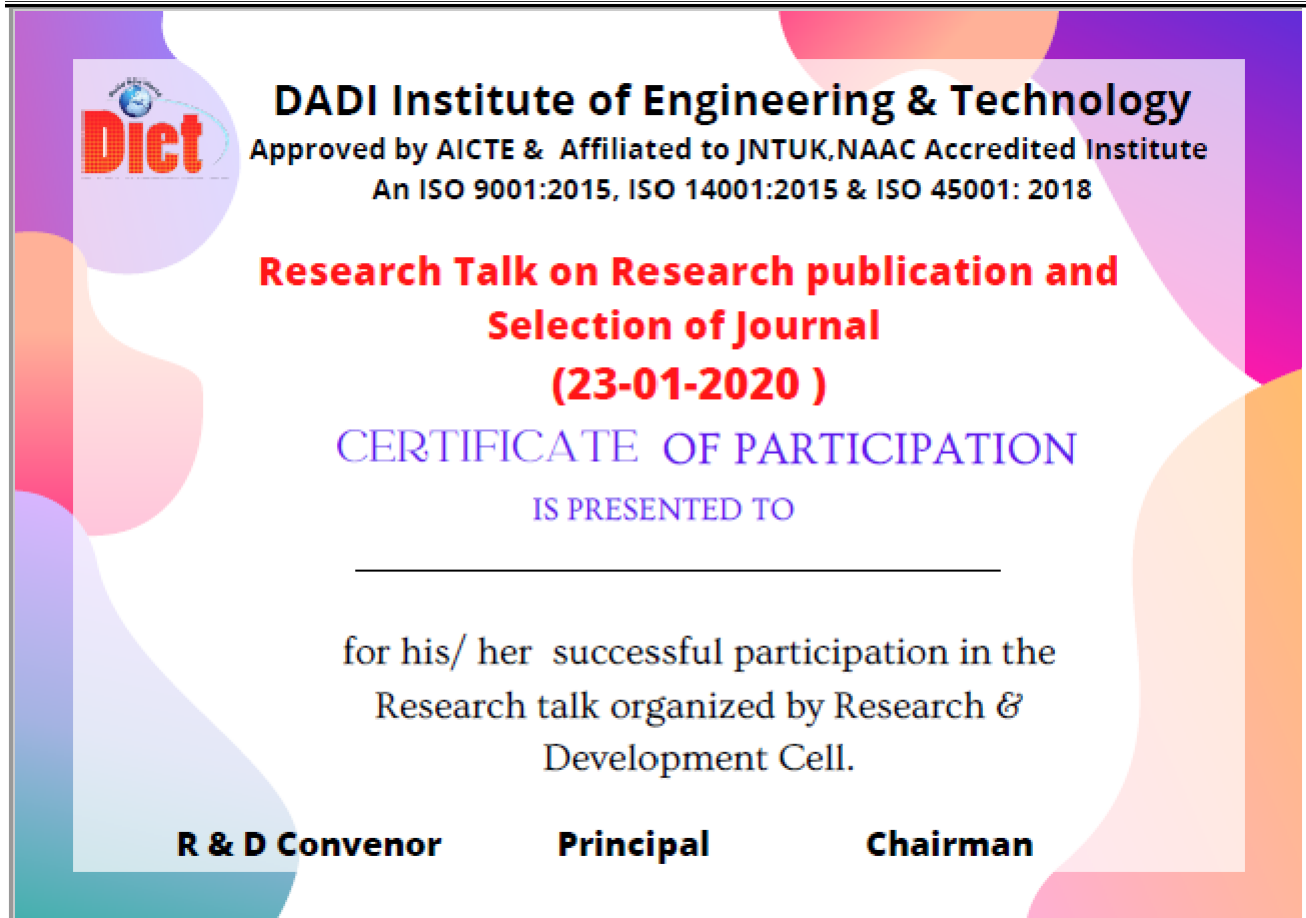 Diet
DADI Institute of Engineering & Technology
Approved by AICTE &  Affiliated to JNTUK,NAAC Accredited Institute
An ISO 9001:2015, ISO 14001:2015 & ISO 45001: 2018
Research Talk on Research publication and
Selection of Journal
(23-01-2020 )
CERTIFICATE OF PARTICIPATION
IS PRESENTED TO
for his/ her  successful participation in the
Research talk organized by Research &
Development Cell.
R & D Convenor Principal Chairman